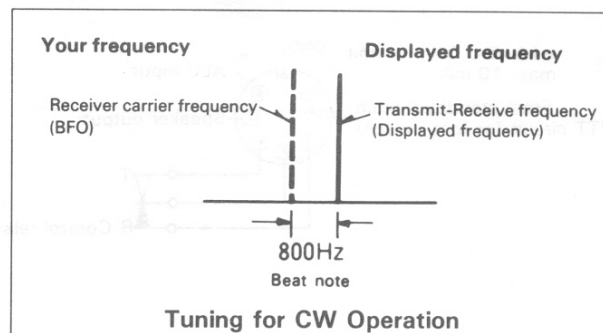 Your frequency
Displayed frequency
Receiver carrier frequency
(BFO)
Transmit-Receive frequency
(Displayed frequency)
800Hz
Beat note
Tuning for CW Operation